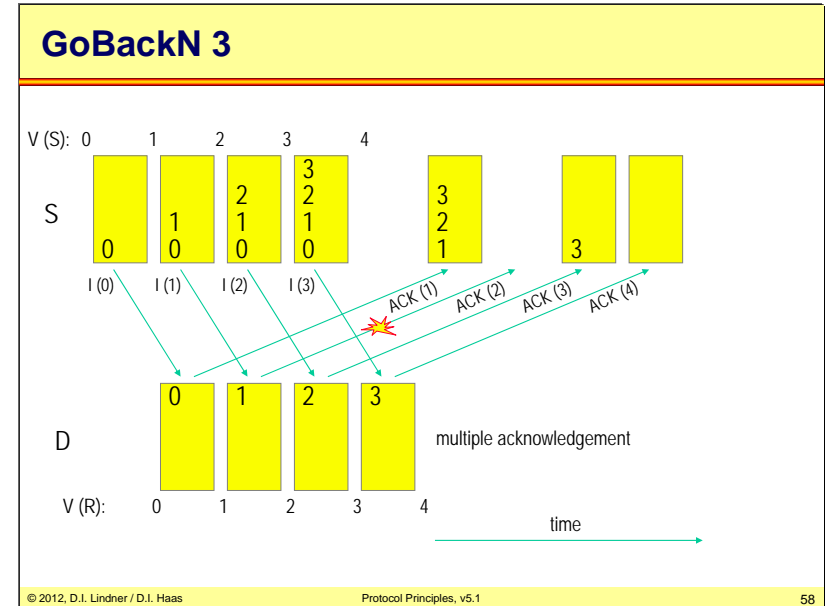 GoBackN 3
V (S): 0 1 2 3 4
3
2 2 3
1 1 1 2
S 0 0 0 0 1 3
I (0) I (1) I (2) I (3) ACK (1) ACK (2) ACK (3) ACK (4)
0 1 2 3
D multiple acknowledgement
V (R): 0 1 2 3 4
time
© 2012, D.I. Lindner / D.I. Haas Protocol Principles, v5.1 58